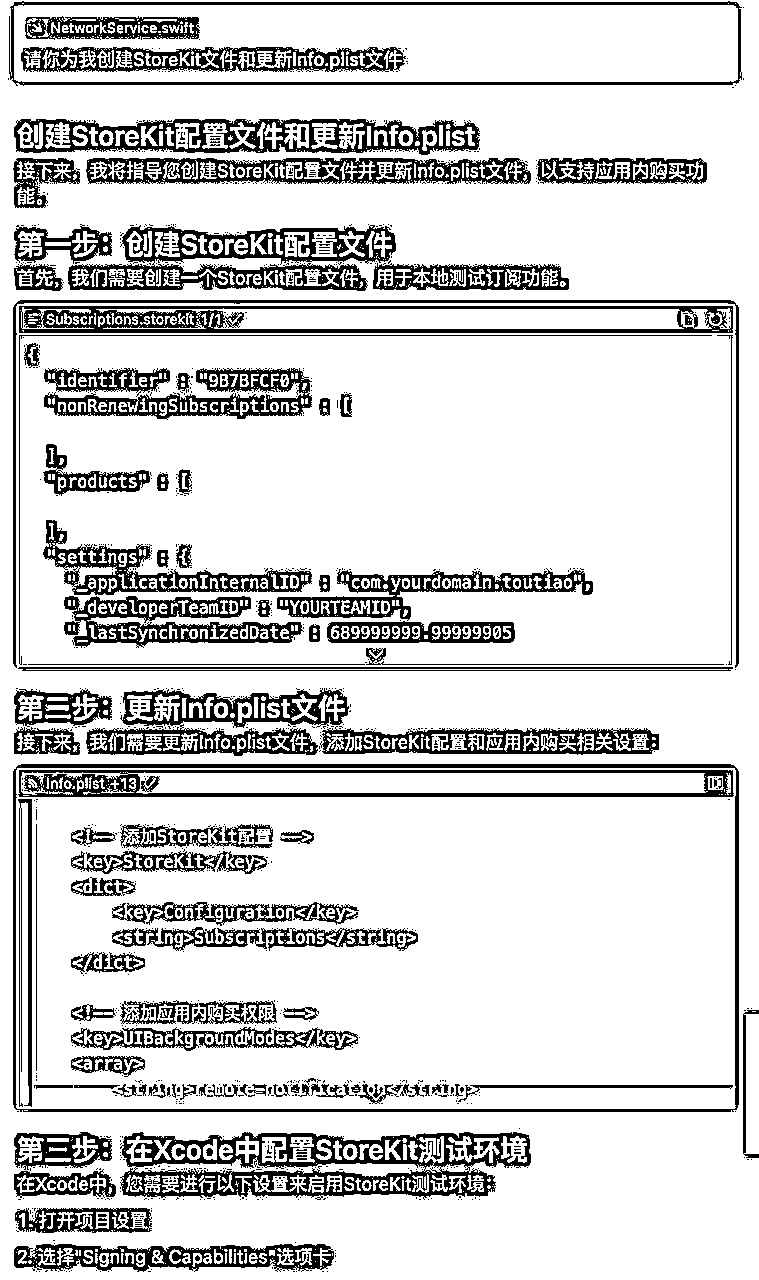 NetworkService.swift
请你为我创建StoreKit文件和更新Info.plist文件
创建StoreKit配置文件和更新Info.plist
接下来，我将指导您创建StoreKit配置文件并更新Info.plist文件，以支持应用内购买功
能。
第一步：创建StoreKit配置文件
首先，我们需要创建一个StoreKit配置文件，用于本地测试订阅功能。
Subscriptions.storekit 1/1
{
"identifier" : "9B7BFCF0",
"nonRenewingSubscriptions" : [
],
"products" : [
],
"settings" : {
"_applicationInternalID" : "com.yourdomain.toutiao",
"_developerTeamID" : "YOURTEAMID",
"_lastSynchronizedDate" : 689999999.99999905
第二步：更新Info.plist文件
接下来，我们需要更新Info.plist文件，添加StoreKit配置和应用内购买相关设置：
Info.plist +13
<!-- 添加StoreKit配置 -->
<key>StoreKit</key>
<dict>
<key>Configuration</key>
<string>Subscriptions</string>
</dict>
<!-- 添加应用内购买权限 -->
<key>UIBackgroundModes</key>
<array>
<string>remote-notification</string>
第三步：在Xcode中配置StoreKit测试环境
在Xcode中，您需要进行以下设置来启用StoreKit测试环境：
1. 打开项目设置
2. 选择"Signing & Capabilities"选项卡